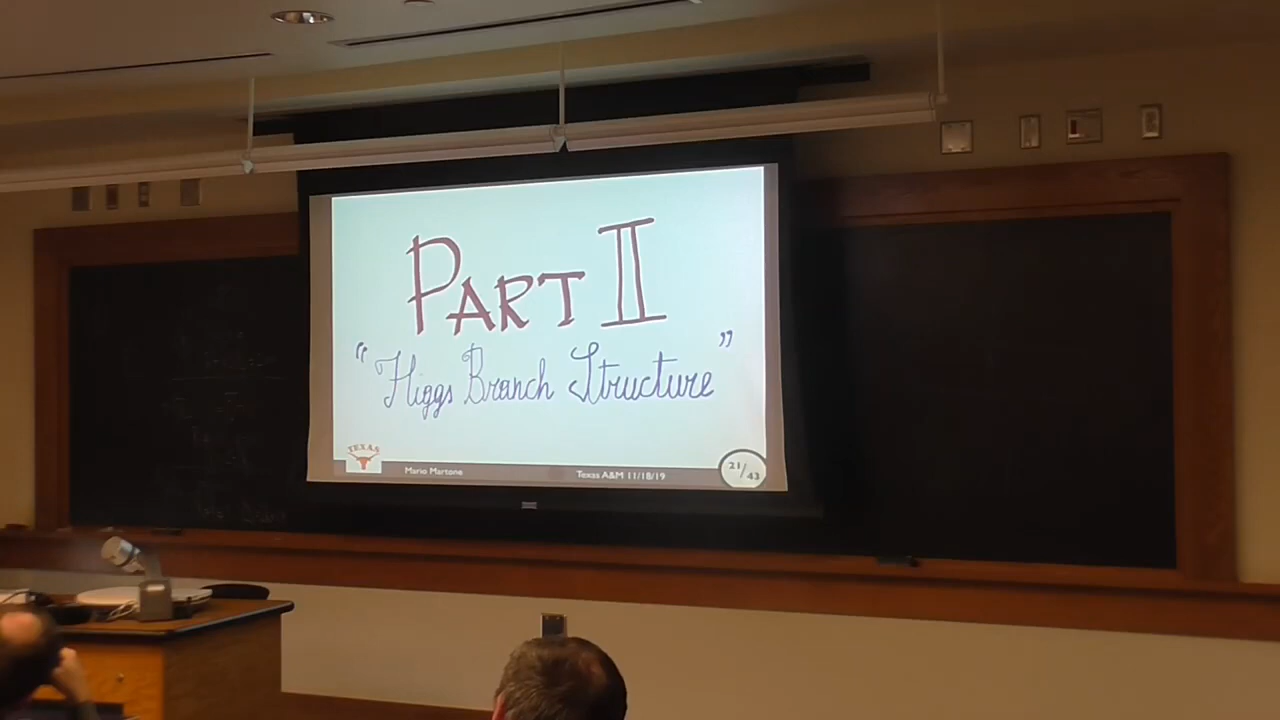 PART II
“Higgs Branch Structure”
TEXAS
Mario Martone
Texas A&M 11/18/19
21/43